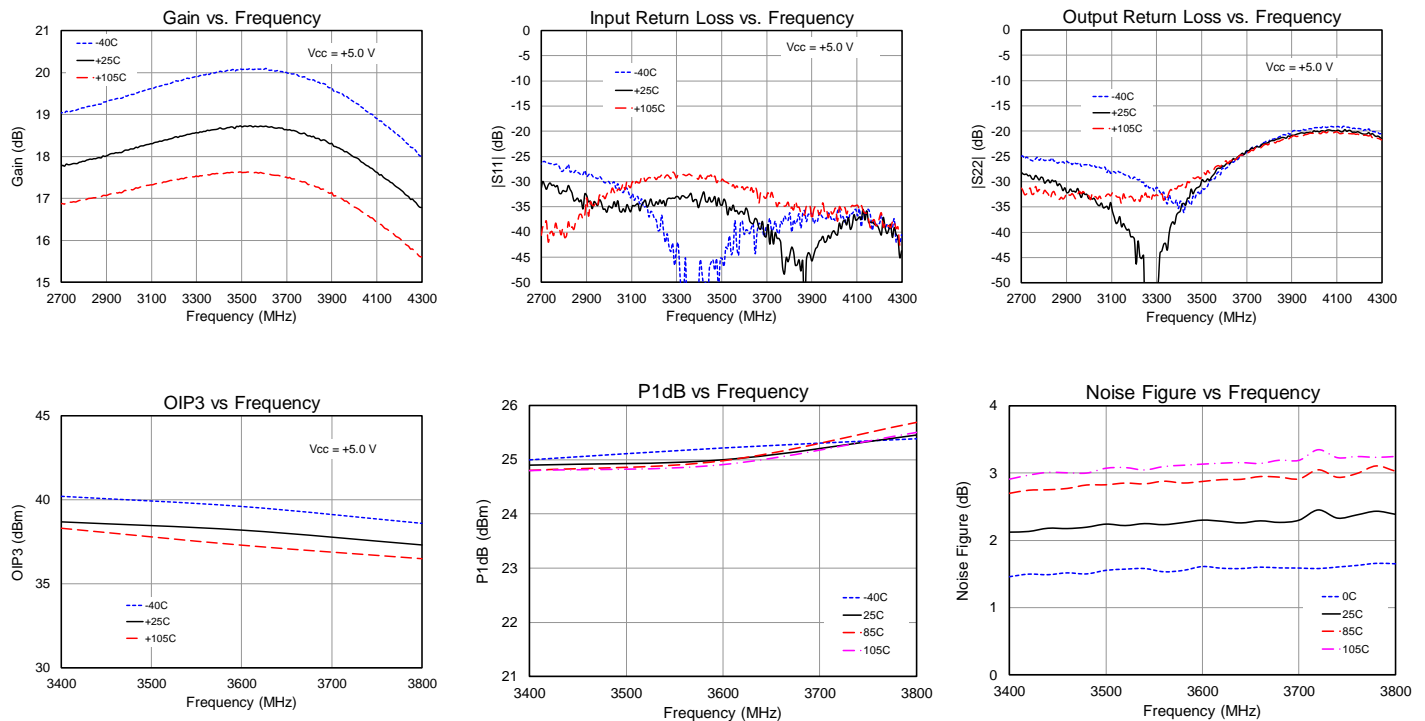 Gain vs. Frequency
21
20
19
18
17
16
15
Gain (dB)
-40C
+25C
+105C
Vcc = +5.0 V
2700 2900 3100 3300 3500 3700 3900 4100 4300
Frequency (MHz)
Input Return Loss vs. Frequency
0
-5
-10
-15
-20
-25
-30
-35
-40
-45
-50
|S11| (dB)
Vcc = +5.0 V
-40C
+25C
+105C
2700 2900 3100 3300 3500 3700 3900 4100 4300
Frequency (MHz)
Output Return Loss vs. Frequency
0
-5
-10
-15
-20
-25
-30
-35
-40
-45
-50
|S22| (dB)
Vcc = +5.0 V
-40C
+25C
+105C
2700 2900 3100 3300 3500 3700 3900 4100 4300
Frequency (MHz)
OIP3 vs Frequency
45
40
35
30
OIP3 (dBm)
Vcc = +5.0 V
-40C
+25C
+105C
3400 3500 3600 3700 3800
Frequency (MHz)
P1dB vs Frequency
26
25
24
23
22
21
P1dB (dBm)
-40C
25C
85C
105C
3400 3500 3600 3700 3800
Frequency (MHz)
Noise Figure vs Frequency
4
3
2
1
0
Noise Figure (dB)
0C
25C
85C
105C
3400 3500 3600 3700 3800
Frequency (MHz)